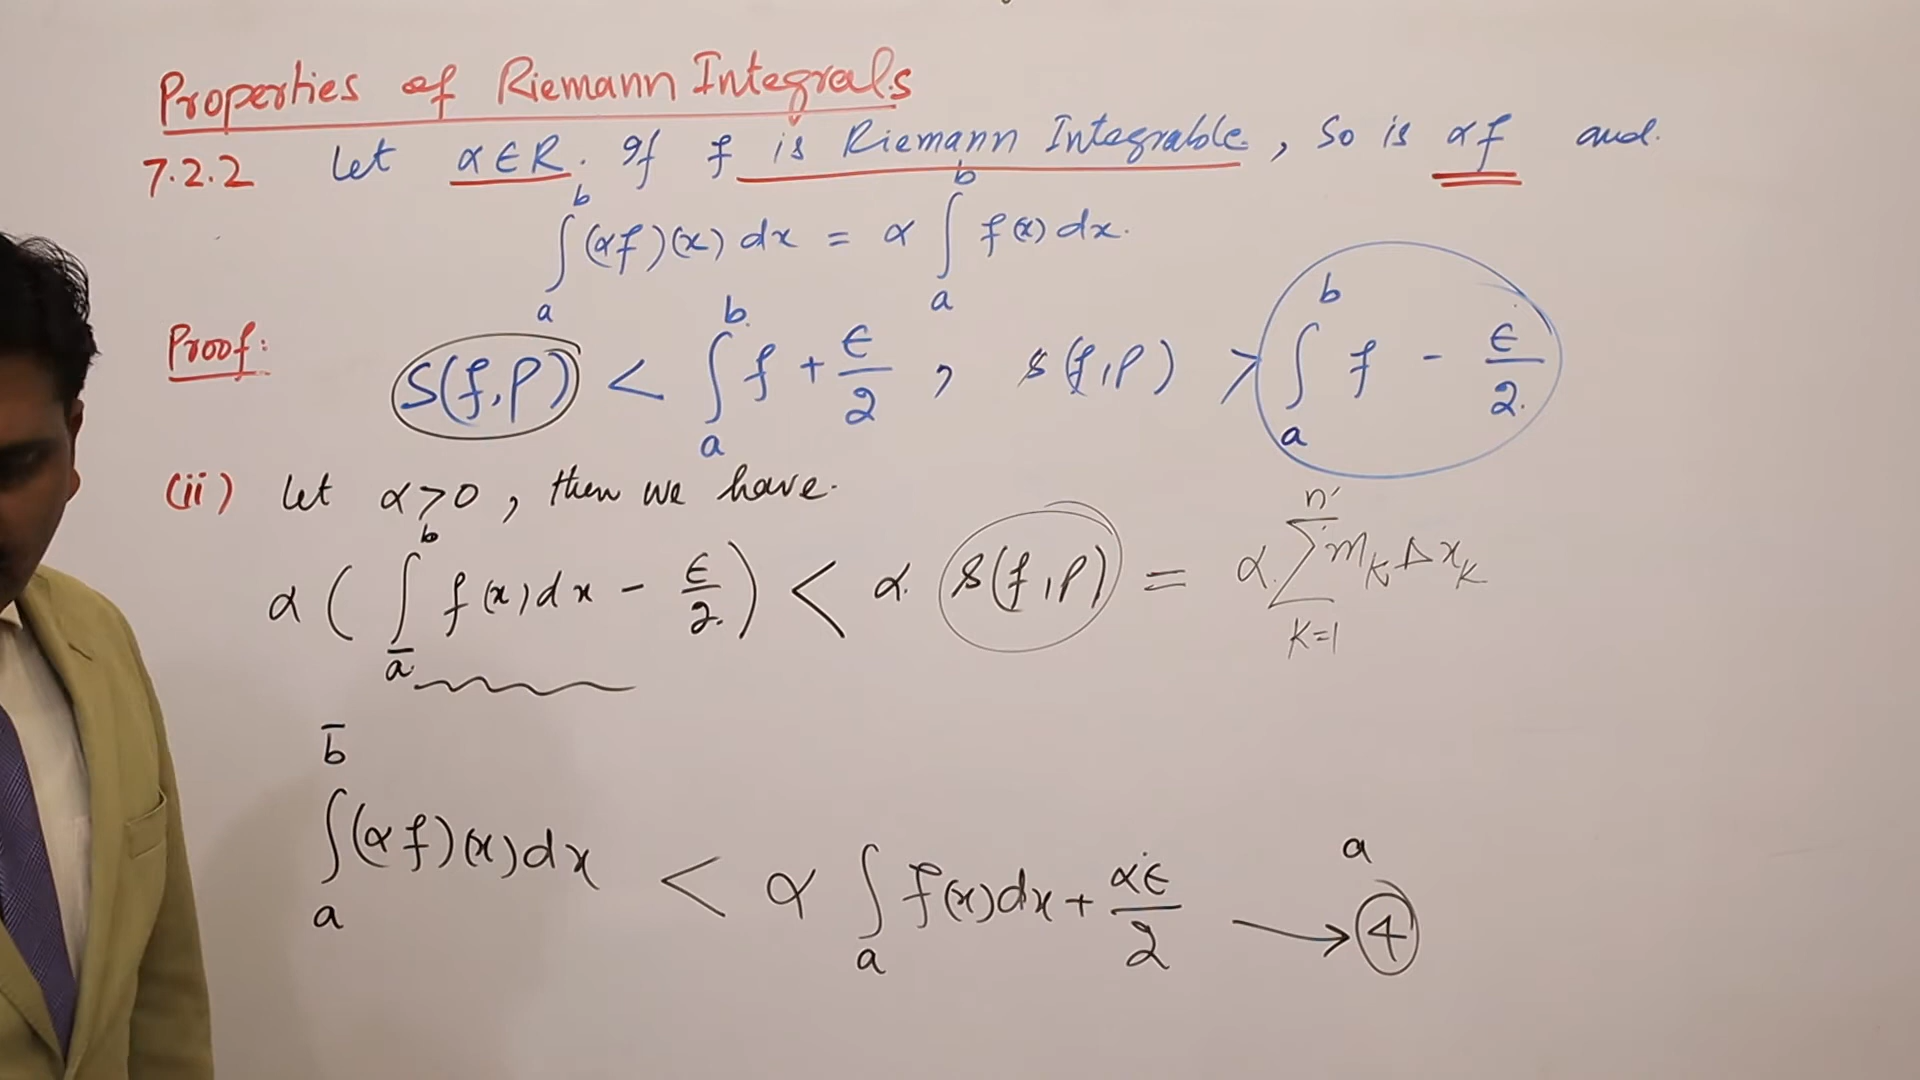 Properties of Riemann Integrals
7.2.2 Let α ∈ R. If f is Riemann Integrable, So is αf and.
∫_a^b (αf)(x) dx = α ∫_a^b f(x) dx.
Proof: S(f,P) < ∫_a^b f + ϵ/2 , s(f,P) > ∫_a^b f - ϵ/2.
(ii) Let α>0, then we have.
α ( ∫_a̅^b f(x)dx - ϵ/2. ) < α. s(f,P) = α. ∑_{K=1}^{n} m_K Δx_K
∫_a^b̅ (αf)(x)dx < α ∫_a f(x)dx + αϵ/2 → a ④